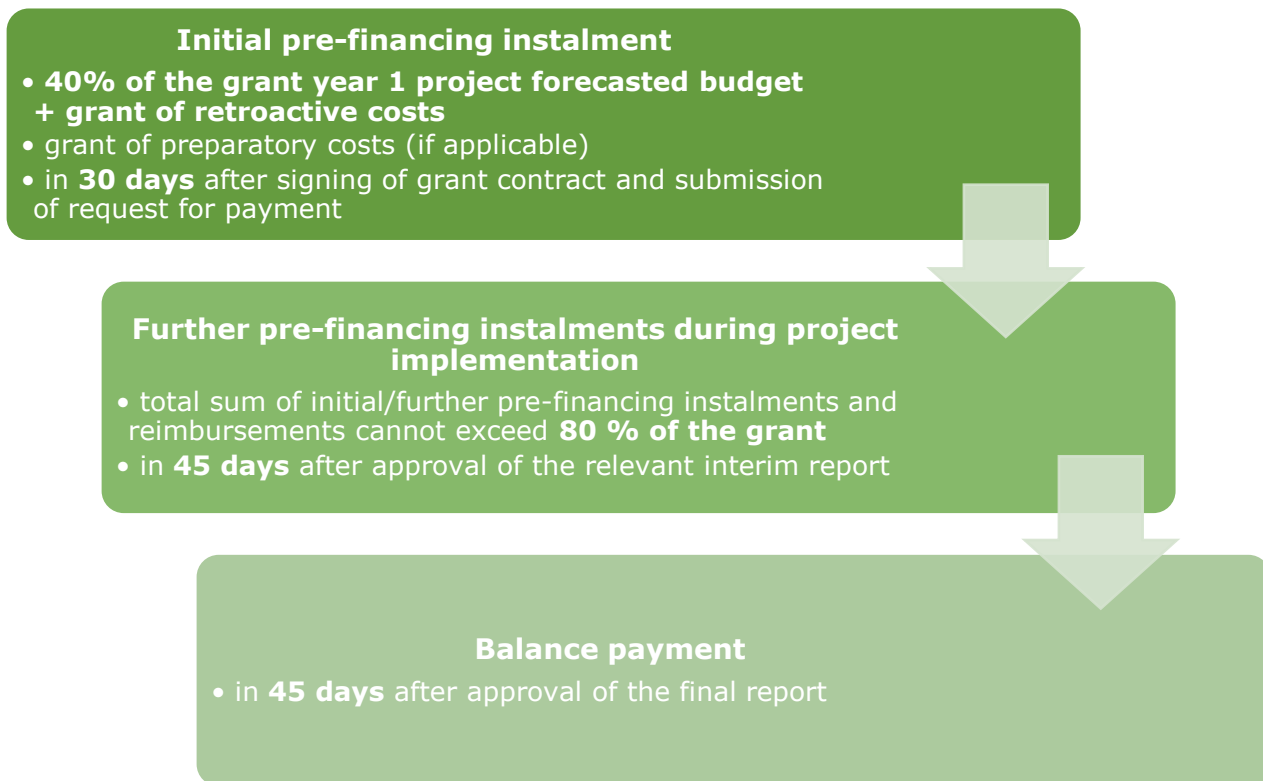 Initial pre-financing instalment
• 40% of the grant year 1 project forecasted budget
+ grant of retroactive costs
• grant of preparatory costs (if applicable)
• in 30 days after signing of grant contract and submission
of request for payment
Further pre-financing instalments during project
implementation
• total sum of initial/further pre-financing instalments and
reimbursements cannot exceed 80 % of the grant
• in 45 days after approval of the relevant interim report
Balance payment
• in 45 days after approval of the final report